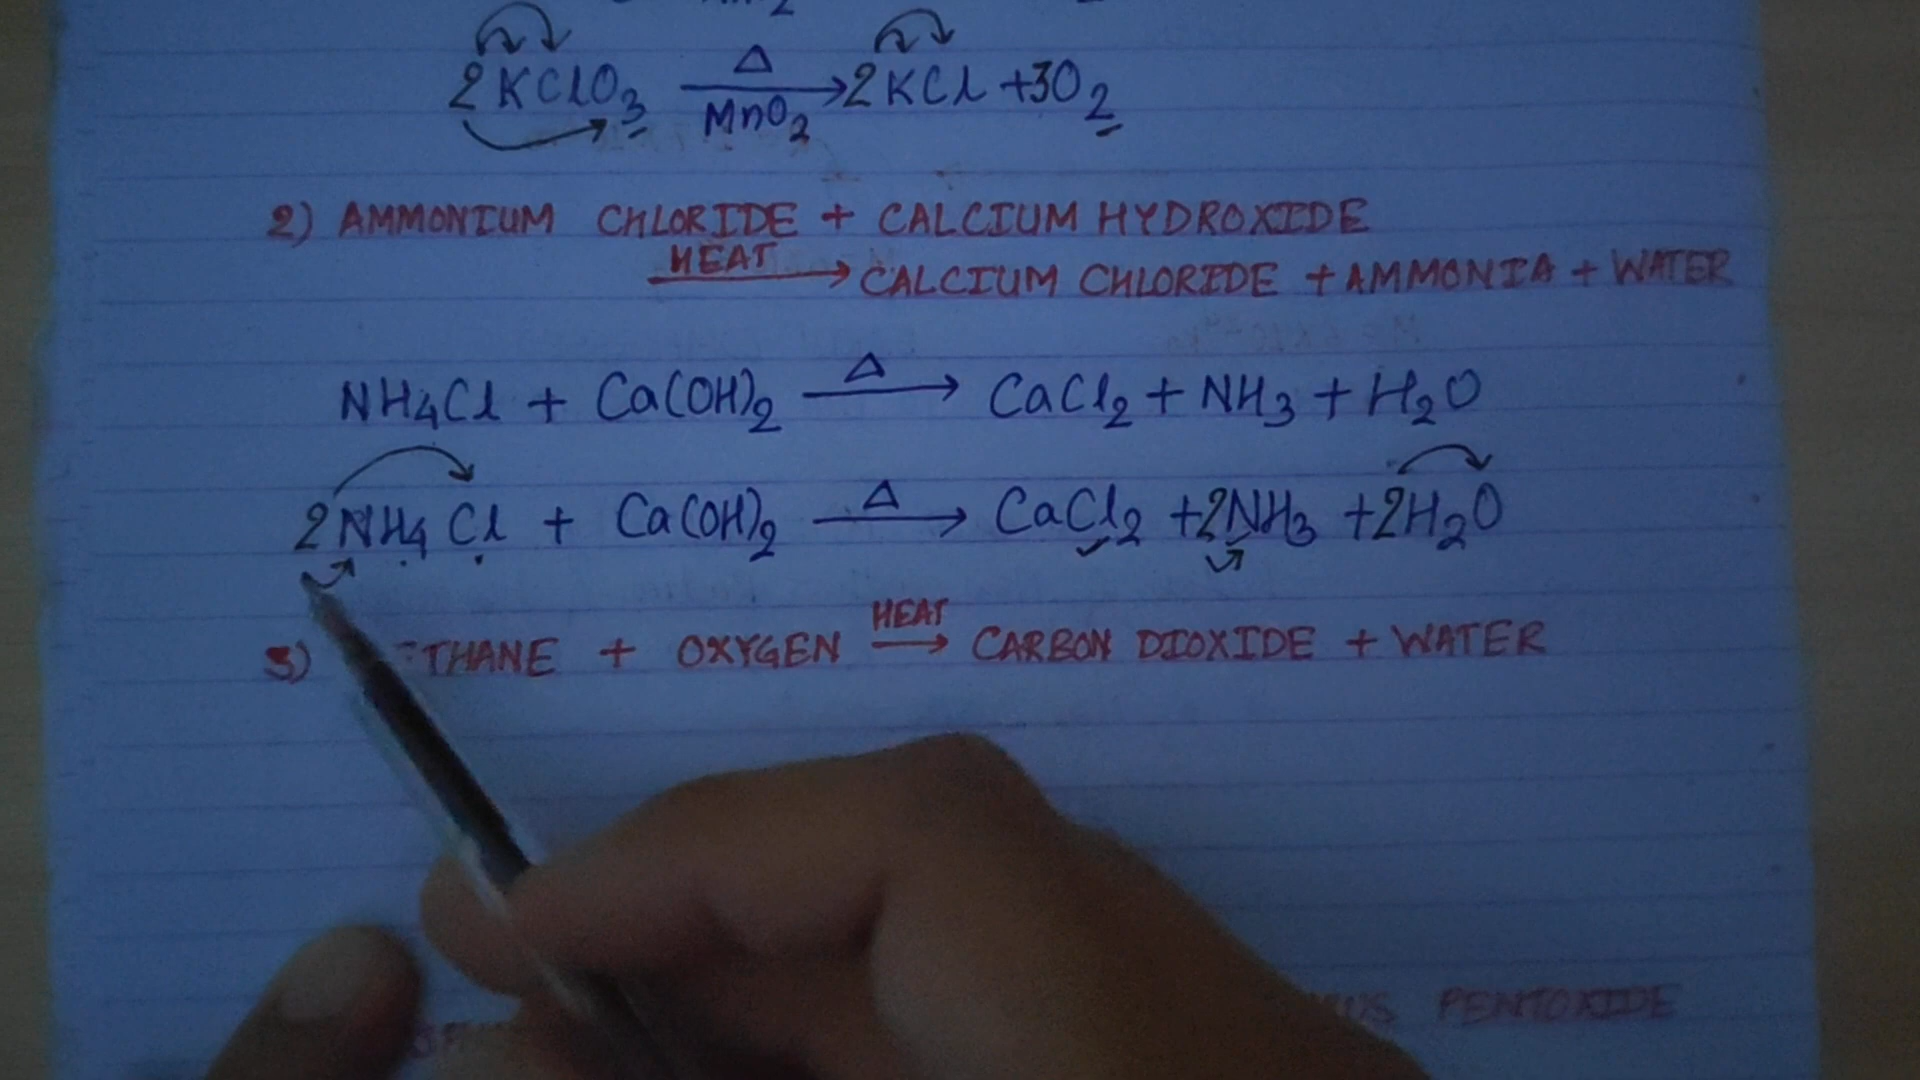 2KClO₃ Δ→ MnO₂ 2KCl + 3O₂
2) AMMONIUM CHLORIDE + CALCIUM HYDROXIDE
HEAT → CALCIUM CHLORIDE + AMMONIA + WATER
NH₄Cl + Ca(OH)₂ Δ→ CaCl₂ + NH₃ + H₂O
2NH₄Cl + Ca(OH)₂ Δ→ CaCl₂ + 2NH₃ + 2H₂O
3) THANE + OXYGEN HEAT → CARBON DIOXIDE + WATER
PENTOXIDE